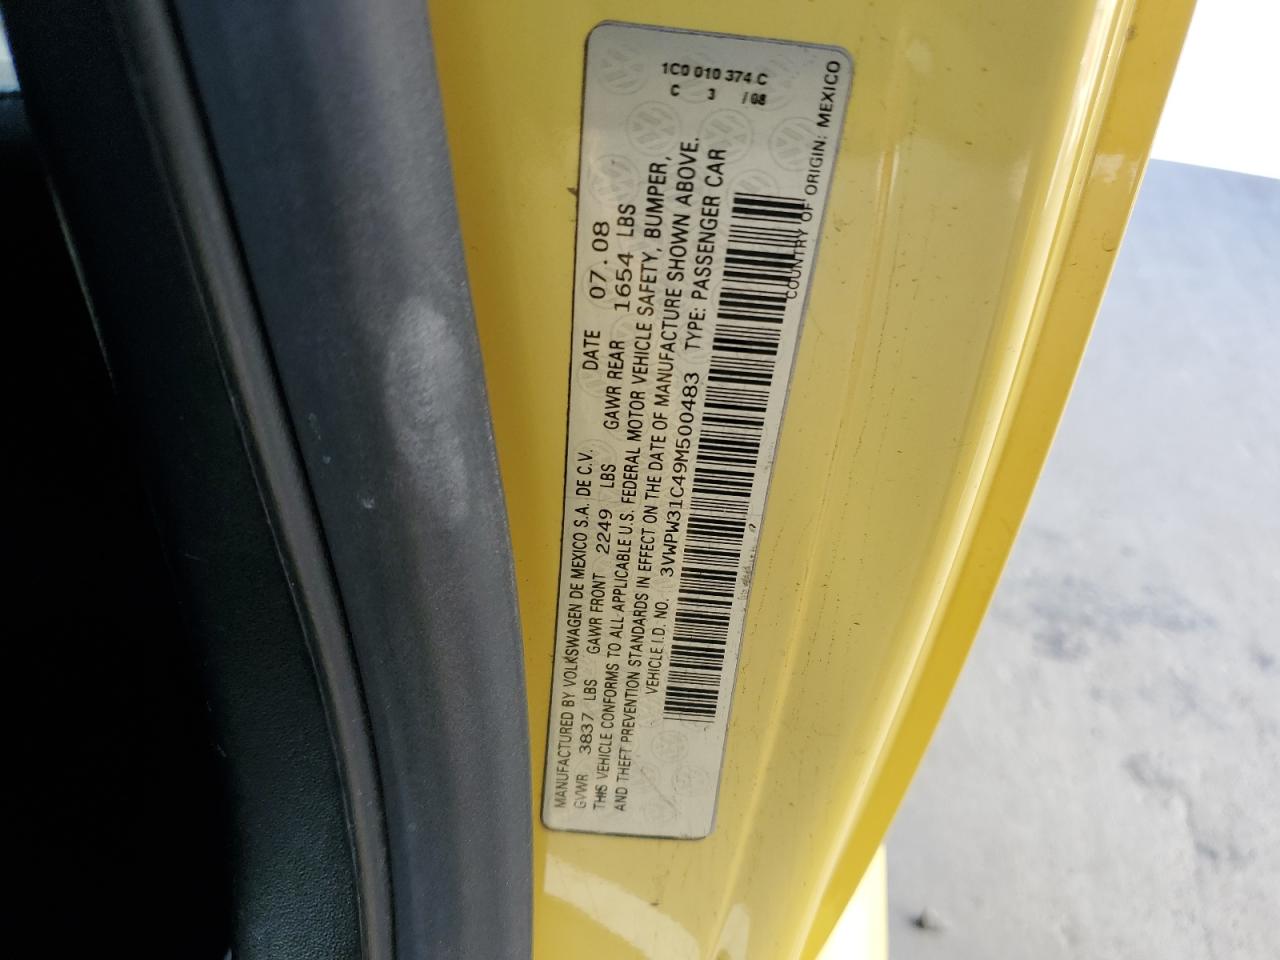 MANUFACTURED BY VOLKSWAGEN DE MEXICO S.A. DE C.V. DATE 07.08
GVWR 3837 LBS GAWR FRONT 2249 LBS GAWR REAR 1654 LBS
THIS VEHICLE CONFORMS TO ALL APPLICABLE U.S. FEDERAL MOTOR VEHICLE SAFETY, BUMPER,
AND THEFT PREVENTION STANDARDS IN EFFECT ON THE DATE OF MANUFACTURE SHOWN ABOVE.
VEHICLE I.D. NO. 3VWPW31C49M500483 TYPE: PASSENGER CAR
COUNTRY OF ORIGIN: MEXICO
1C0 010 374 C
C 3 /08